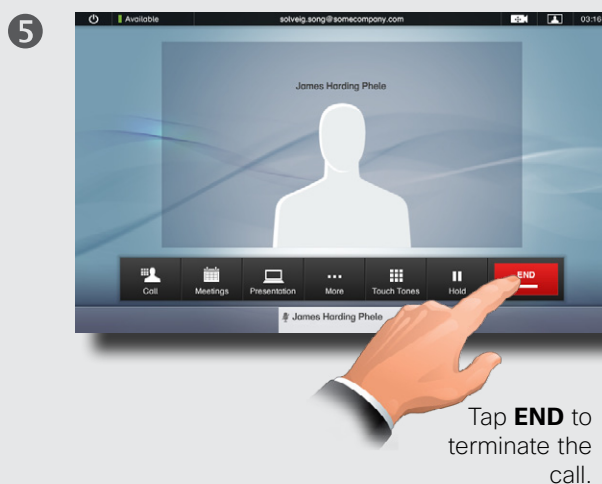 5
Available solveig.song@somecompany.com 03:16
James Harding Phele
Call Meetings Presentation More Touch Tones Hold END
James Harding Phele
Tap END to
terminate the
call.